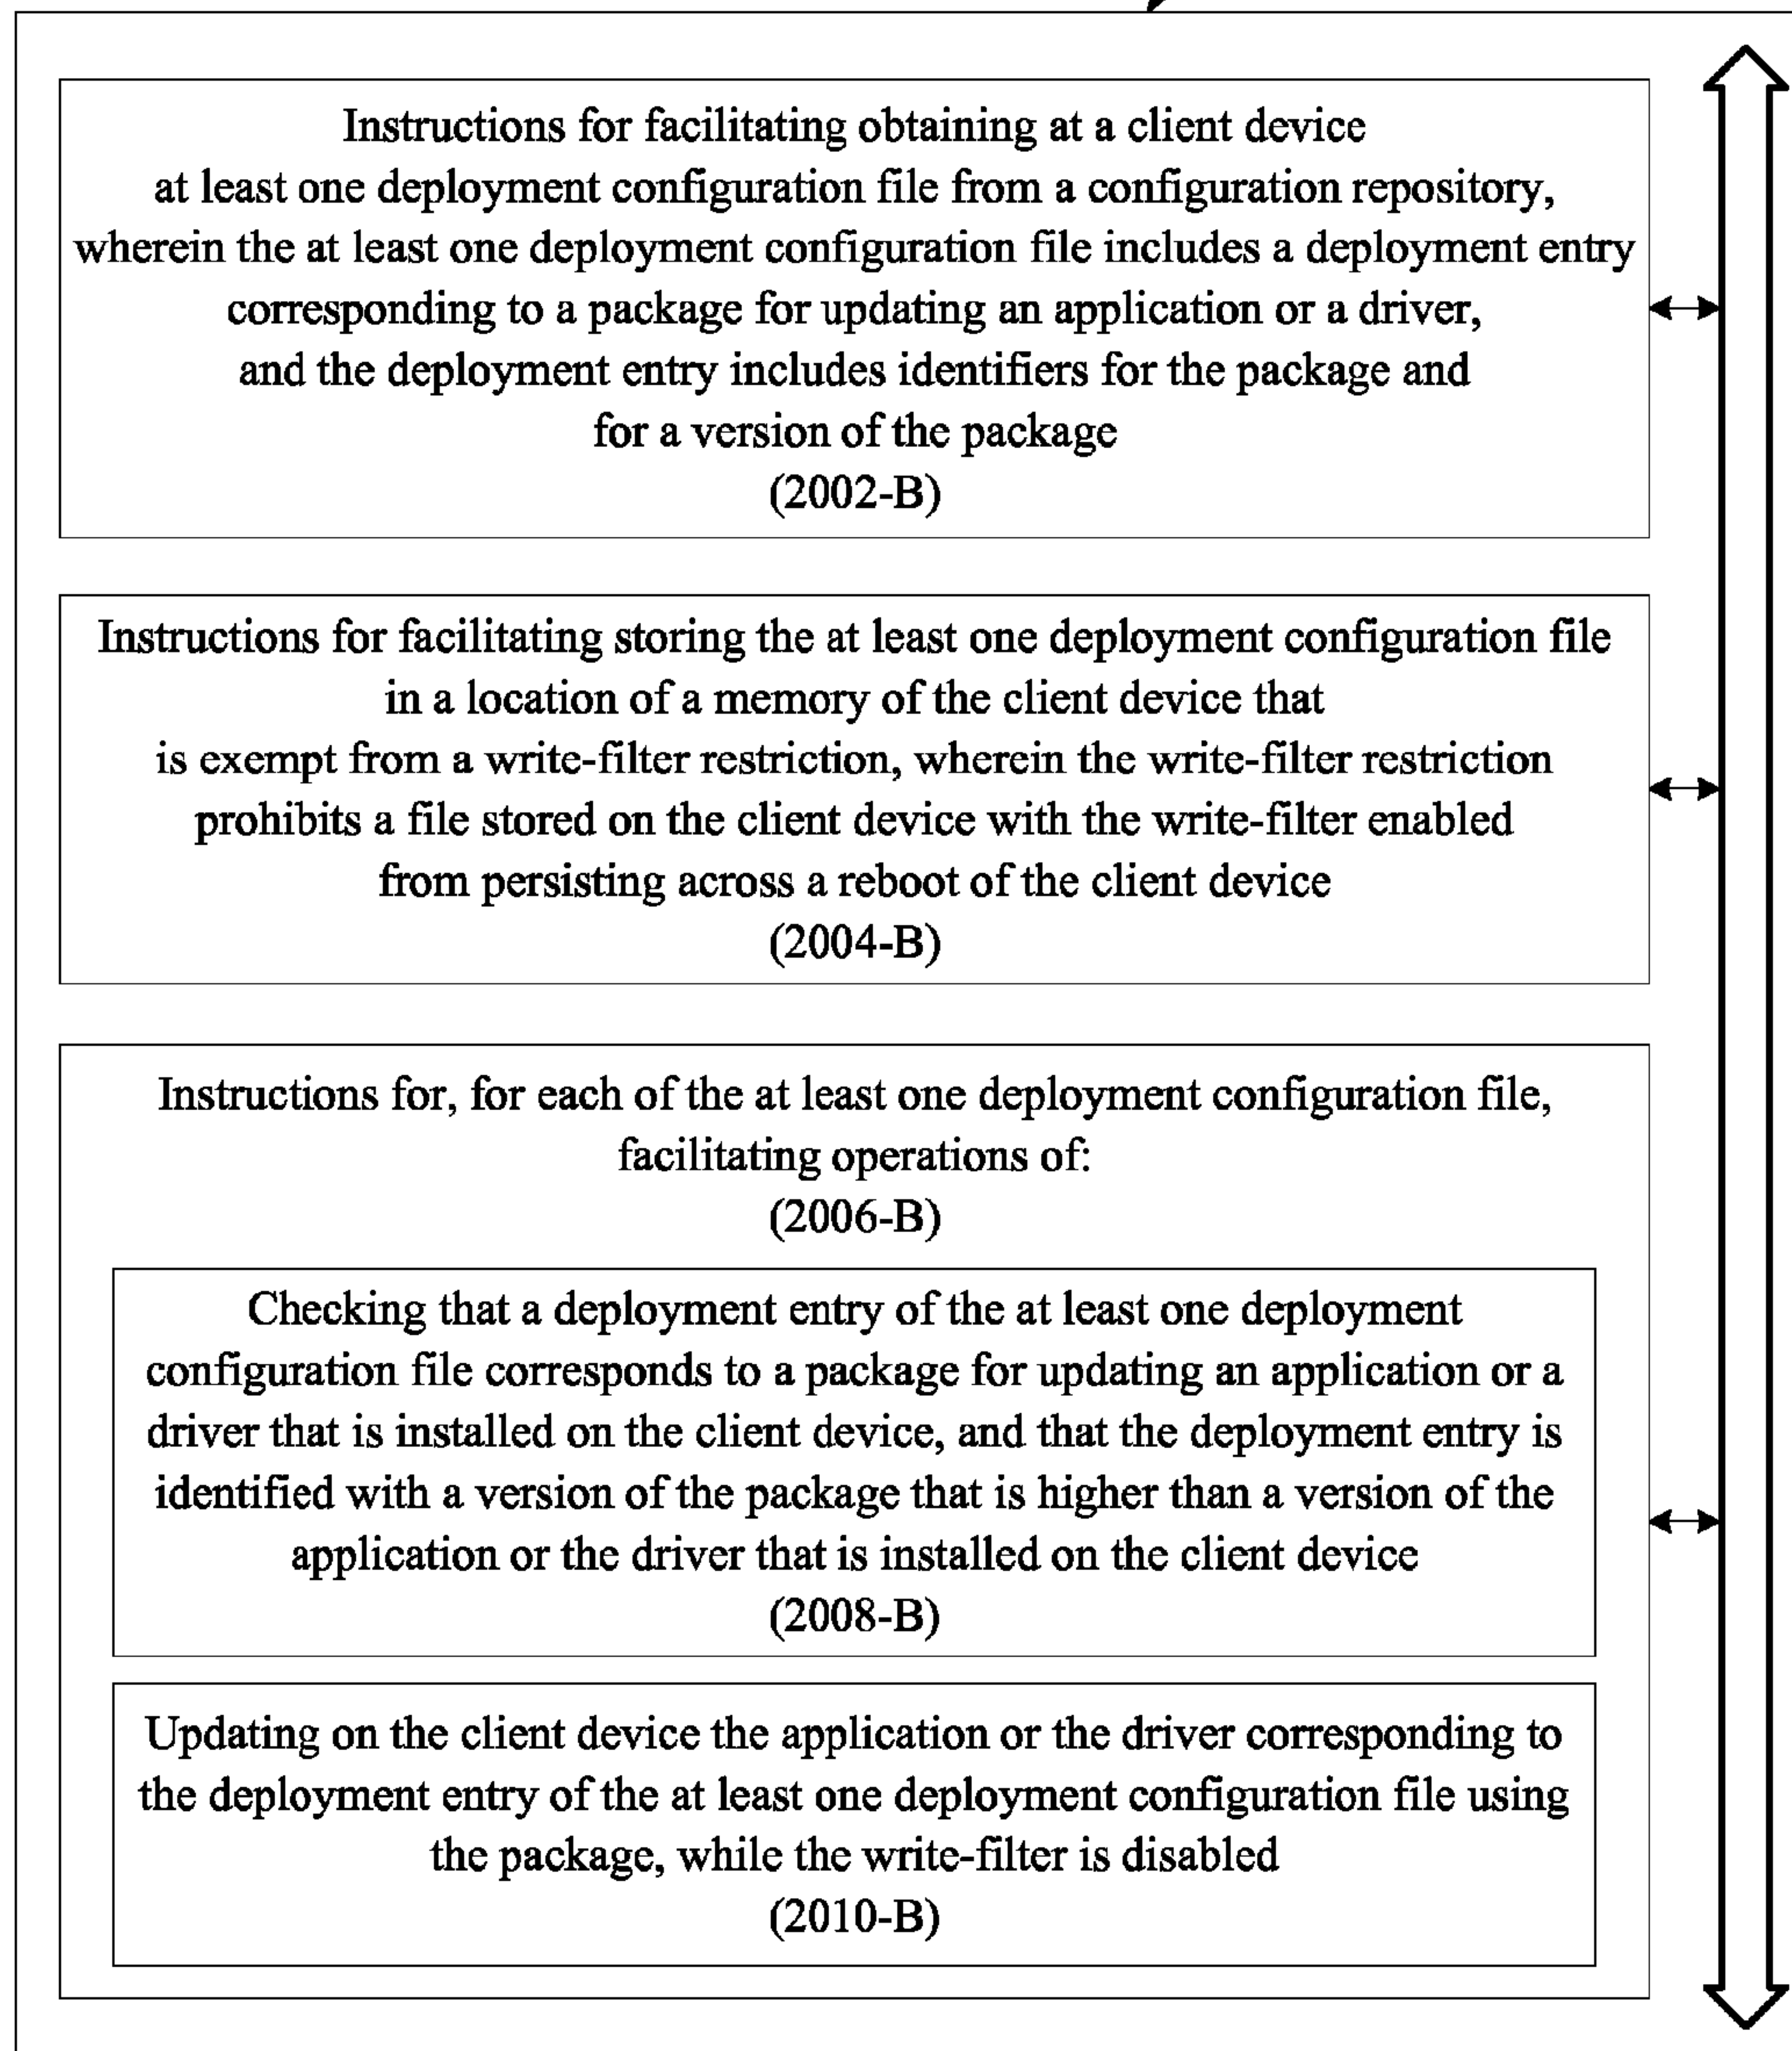 Instructions for facilitating obtaining at a client device
at least one deployment configuration file from a configuration repository,
wherein the at least one deployment configuration file includes a deployment entry
corresponding to a package for updating an application or a driver,
and the deployment entry includes identifiers for the package and
for a version of the package
(2002-B)
Instructions for facilitating storing the at least one deployment configuration file
in a location of a memory of the client device that
is exempt from a write-filter restriction, wherein the write-filter restriction
prohibits a file stored on the client device with the write-filter enabled
from persisting across a reboot of the client device
(2004-B)
Instructions for, for each of the at least one deployment configuration file,
facilitating operations of:
(2006-B)
Checking that a deployment entry of the at least one deployment
configuration file corresponds to a package for updating an application or a
driver that is installed on the client device, and that the deployment entry is
identified with a version of the package that is higher than a version of the
application or the driver that is installed on the client device
(2008-B)
Updating on the client device the application or the driver corresponding to
the deployment entry of the at least one deployment configuration file using
the package, while the write-filter is disabled
(2010-B)